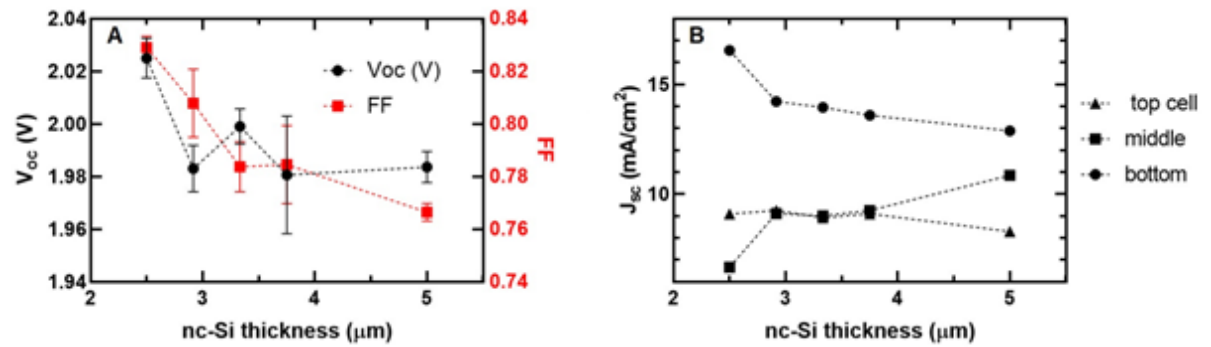 A
2.04
2.02
2.00
1.98
1.96
1.94
Voc (V)
0.84
0.82
0.80
0.78
0.76
0.74
FF
Voc (V)
FF
2
3
4
5
nc-Si thickness (μm)
B
15
10
Jsc (mA/cm²)
2
3
4
5
nc-Si thickness (μm)
top cell
middle
bottom